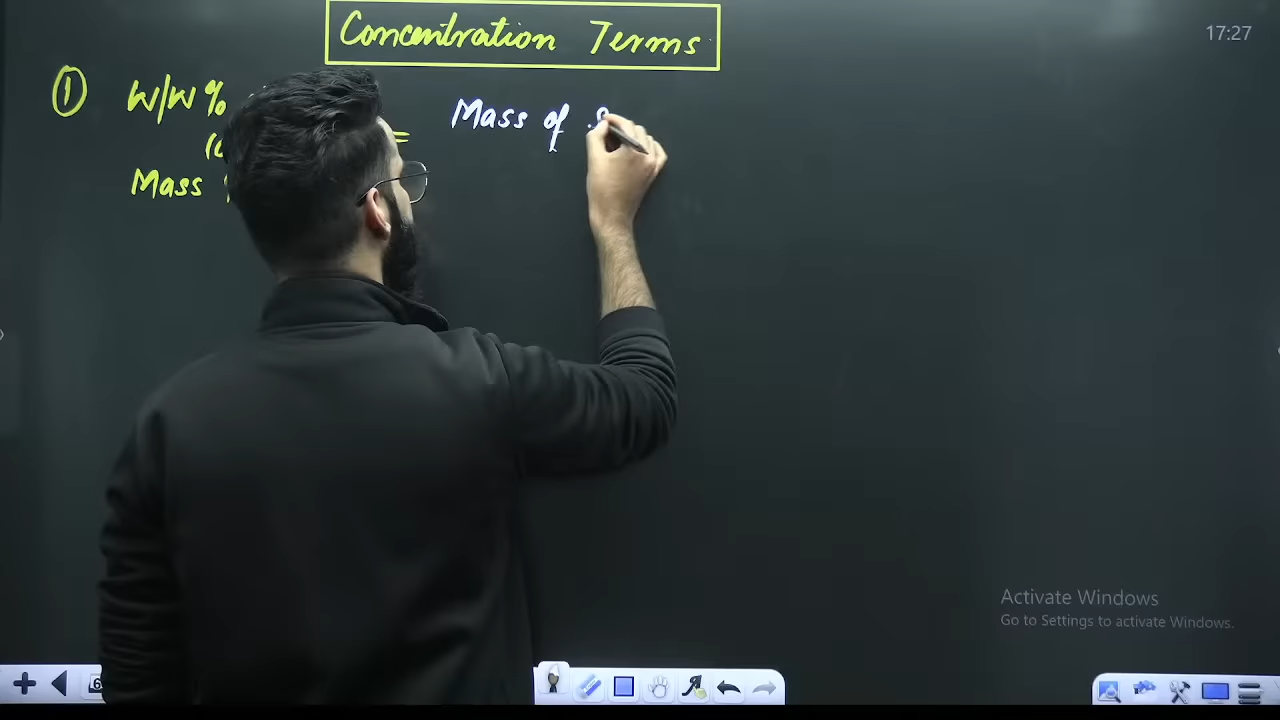 Concentration Terms
17:27
① W/W %
=
Mass
Mass of
Activate Windows
Go to Settings to activate Windows.